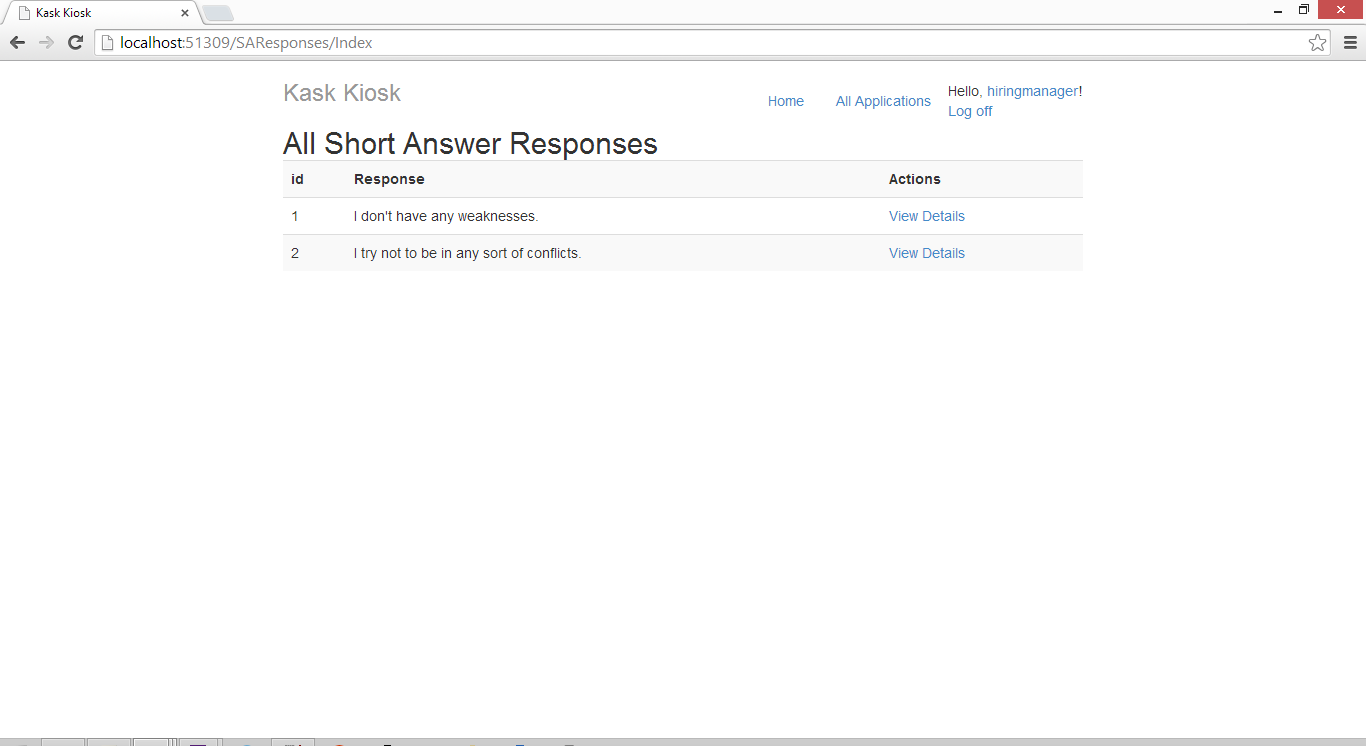 Kask Kiosk
localhost:51309/SAResponses/Index
Kask Kiosk
Home
All Applications
Hello, hiringmanager!
Log off
All Short Answer Responses
id Response Actions
1 I don't have any weaknesses. View Details
2 I try not to be in any sort of conflicts. View Details